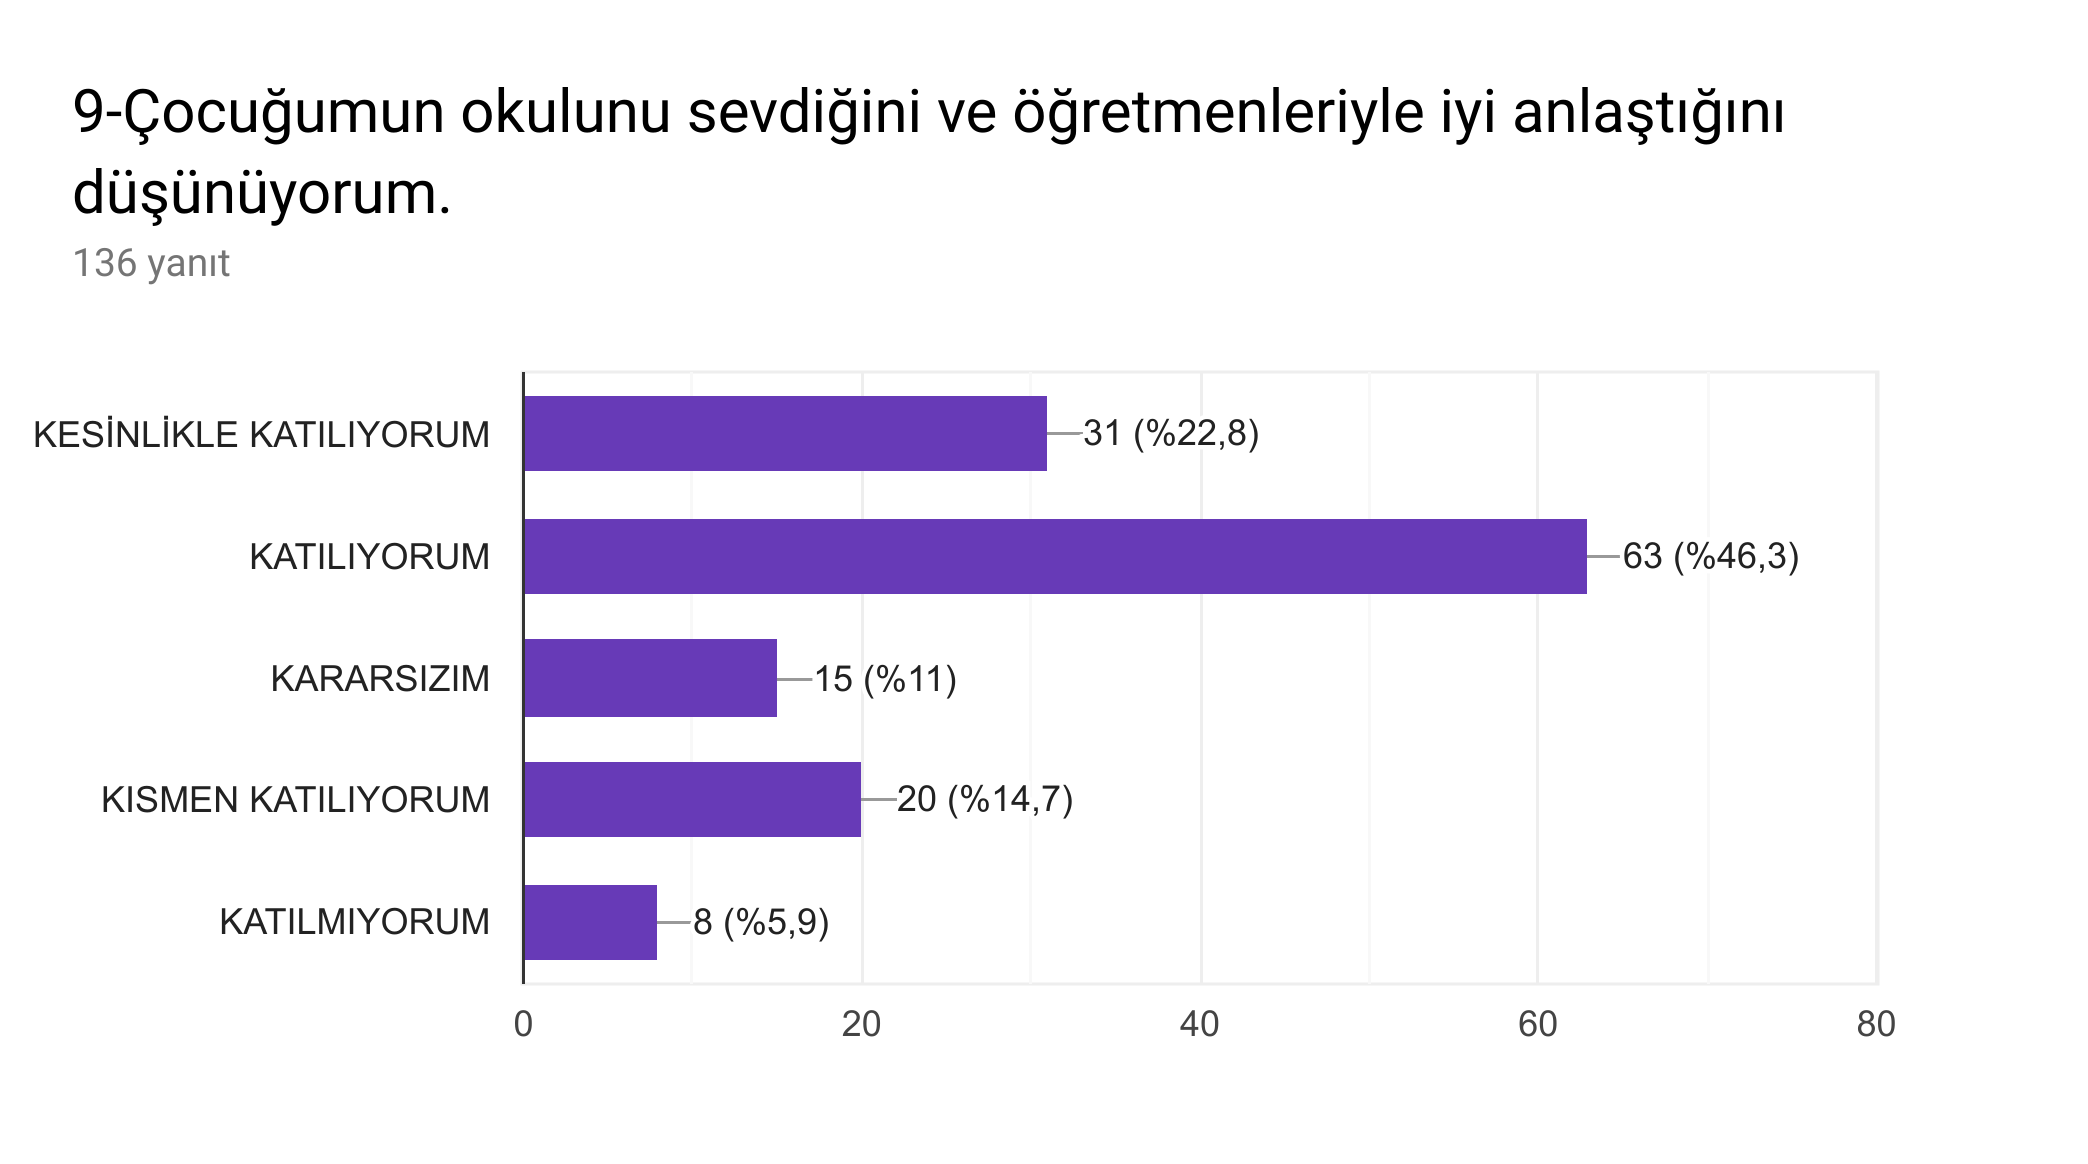 9-Çocuğumun okulunu sevdiğini ve öğretmenleriyle iyi anlaştığını
düşünüyorum.
136 yanıt
KESİNLİKLE KATILIYORUM 31 (%22,8)
KATILIYORUM 63 (%46,3)
KARARSIZIM 15 (%11)
KISMEN KATILIYORUM 20 (%14,7)
KATILMIYORUM 8 (%5,9)
0 20 40 60 80